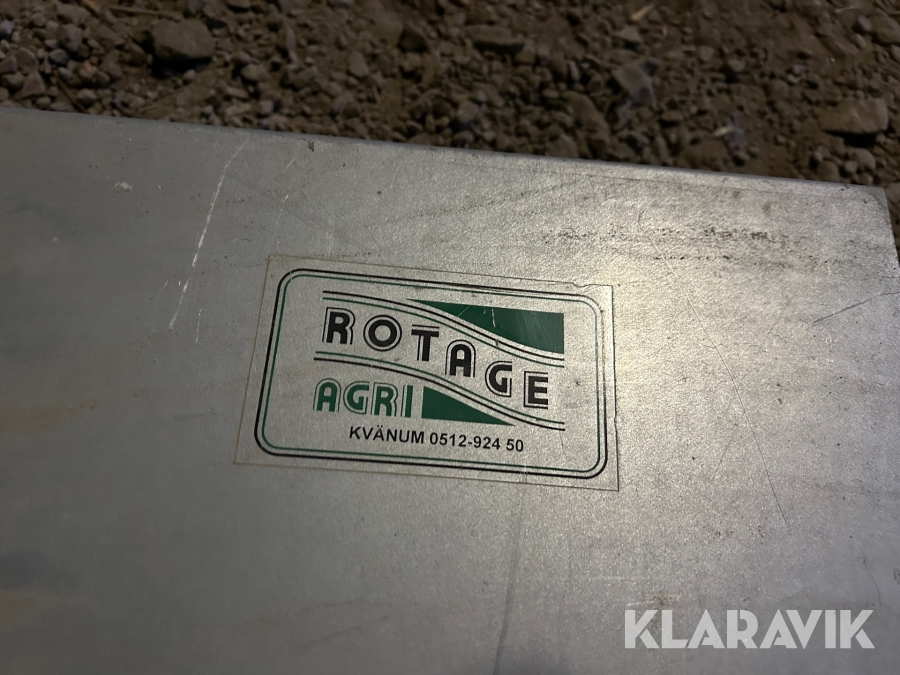 ROTAGE
AGRI
KVÄNUM 0512-924 50
KLARAVIK